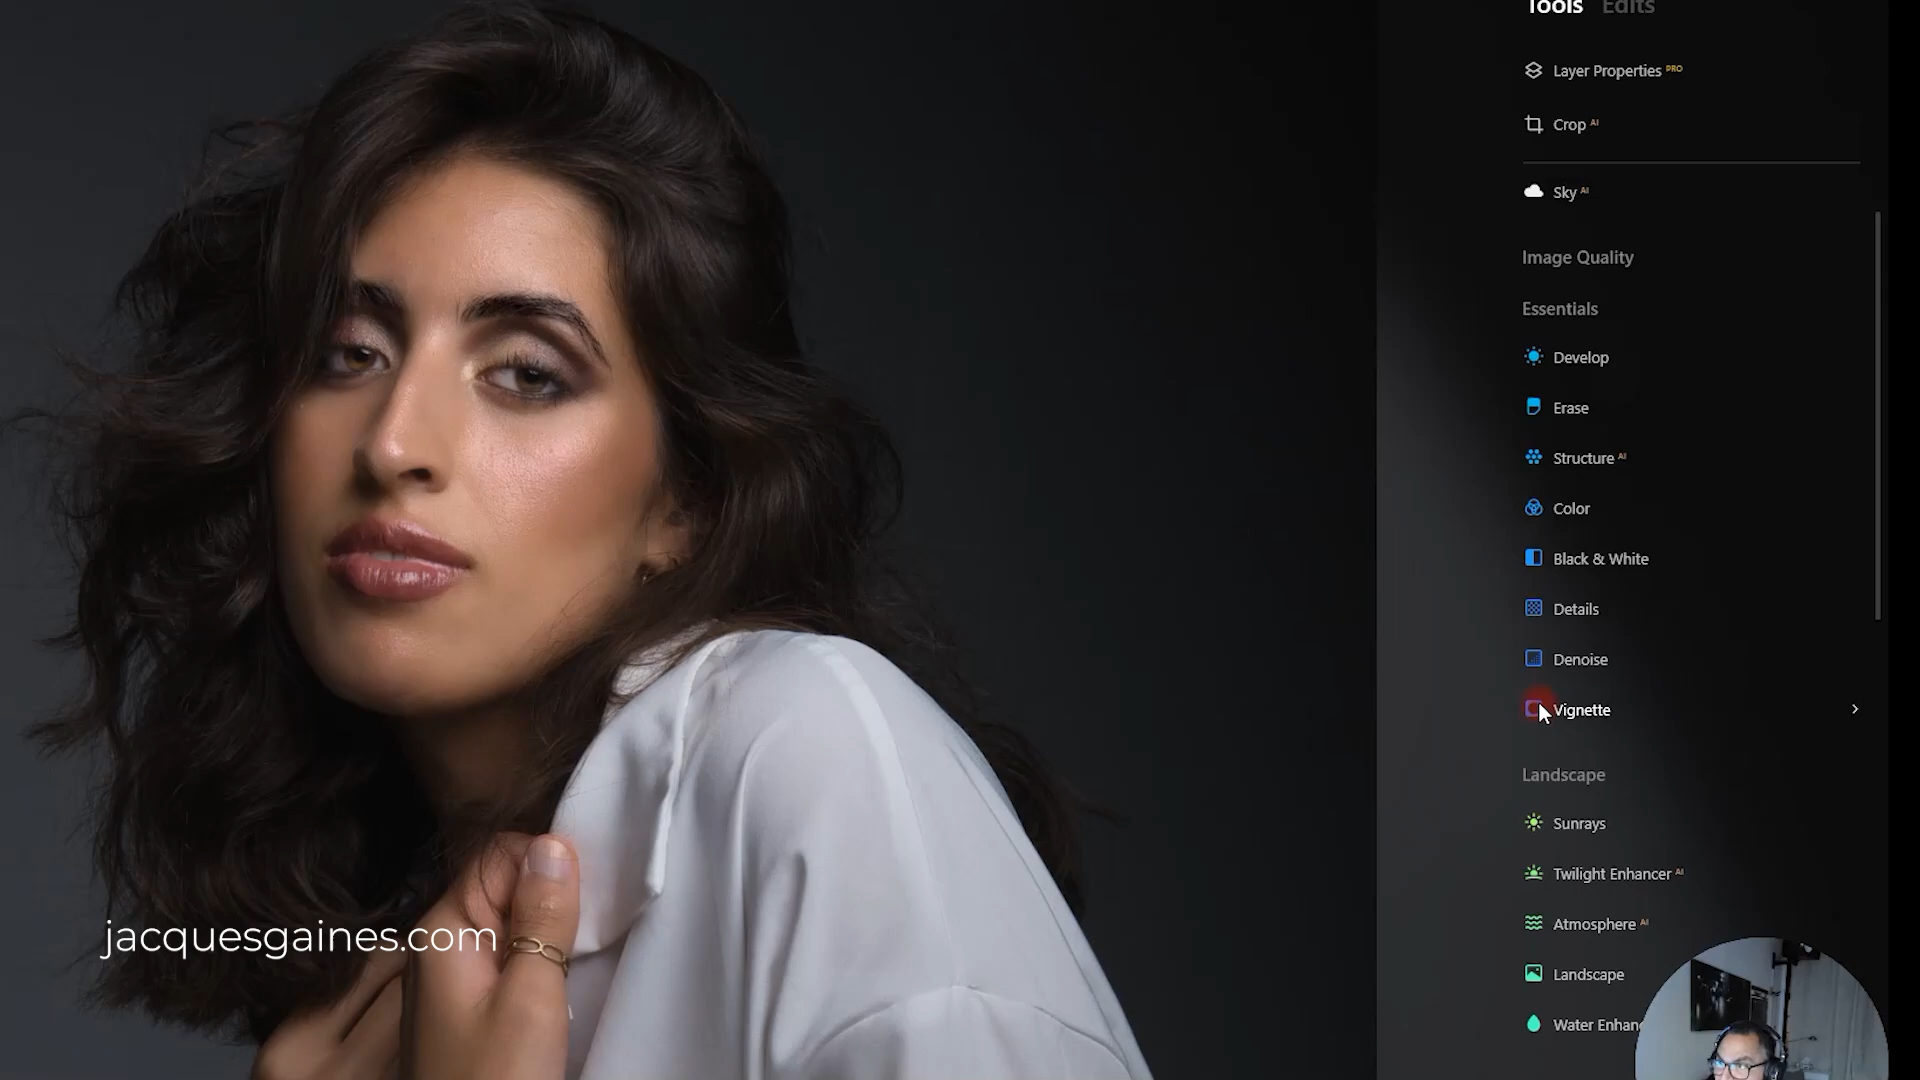 Tools Edits
Layer Properties PRO
Crop AI
Sky AI
Image Quality
Essentials
Develop
Erase
Structure AI
Color
Black & White
Details
Denoise
Vignette
Landscape
Sunrays
Twilight Enhancer AI
Atmosphere AI
Landscape
Water
jacquesgaines.com